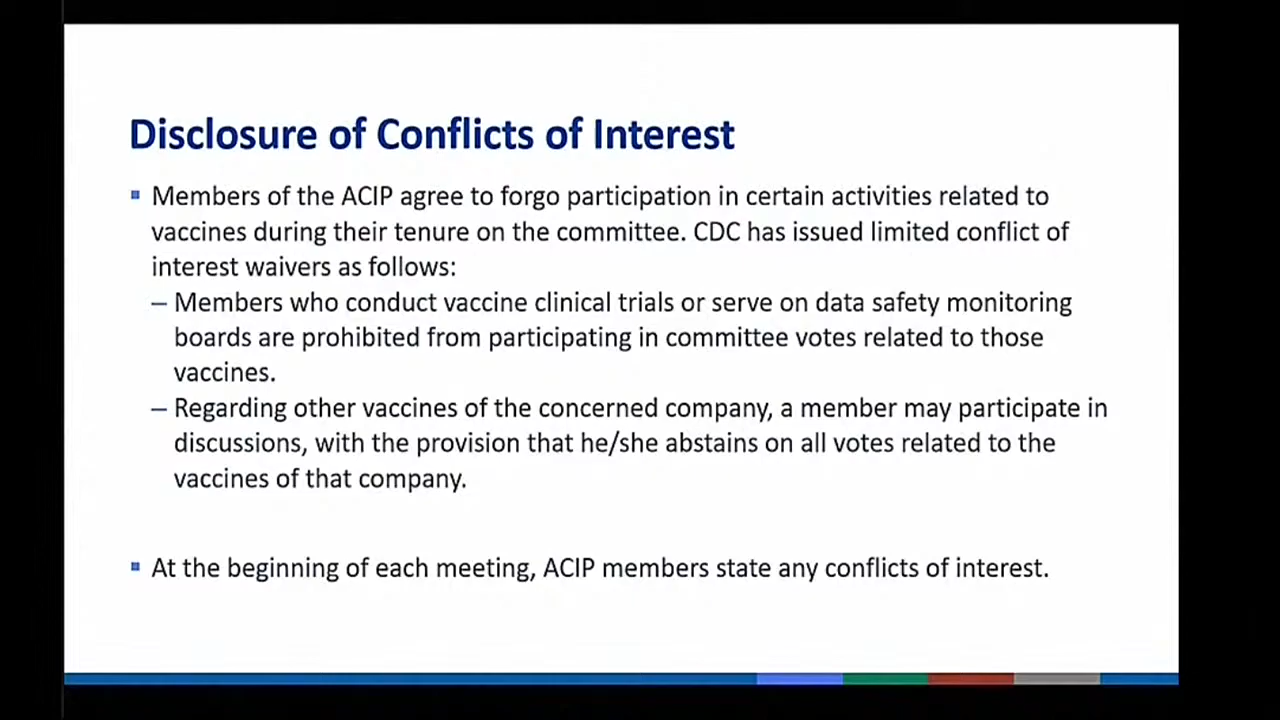 Disclosure of Conflicts of Interest
▪ Members of the ACIP agree to forgo participation in certain activities related to
vaccines during their tenure on the committee. CDC has issued limited conflict of
interest waivers as follows:
– Members who conduct vaccine clinical trials or serve on data safety monitoring
boards are prohibited from participating in committee votes related to those
vaccines.
– Regarding other vaccines of the concerned company, a member may participate in
discussions, with the provision that he/she abstains on all votes related to the
vaccines of that company.
▪ At the beginning of each meeting, ACIP members state any conflicts of interest.